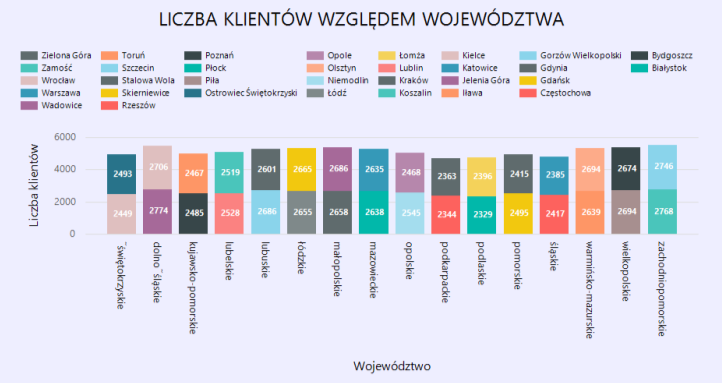 LICZBA KLIENTÓW WZGLĘDEM WOJEWÓDZTWA
Zielona Góra Toruń Poznań Opole Łomża Kielce Gorzów Wielkopolski Bydgoszcz
Zamość Szczecin Płock Olsztyn Lublin Katowice Gdynia Białystok
Wrocław Stalowa Wola Piła Niemodlin Kraków Jelenia Góra Gdańsk
Warszawa Skierniewice Ostrowiec Świętokrzyski Łódź Koszalin Iława Częstochowa
Wadowice Rzeszów
Liczba klientów
6000
4000
2000
0
2493 2706 2467 2519 2601 2665 2686 2635 2468 2363 2396 2415 2385 2694 2674 2746
2449 2774 2485 2528 2686 2655 2658 2638 2545 2344 2329 2495 2417 2639 2694 2768
˝świętokrzyskie
dolno˝śląskie
kujawsko-pomorskie
lubelskie
lubuskie
łódzkie
małopolskie
mazowieckie
opolskie
podkarpackie
podlaskie
pomorskie
śląskie
warmińsko-mazurskie
wielkopolskie
zachodniopomorskie
Województwo